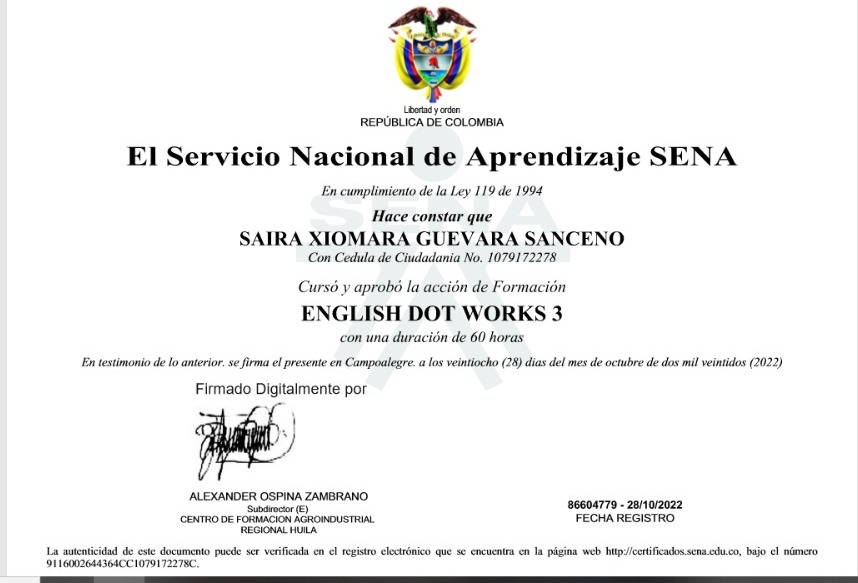 Libertad y orden
REPÚBLICA DE COLOMBIA
El Servicio Nacional de Aprendizaje SENA
En cumplimiento de la Ley 119 de 1994
SENA
Hace constar que
SAIRA XIOMARA GUEVARA SANCENO
Con Cedula de Ciudadania No. 1079172278
Cursó y aprobó la acción de Formación
ENGLISH DOT WORKS 3
con una duración de 60 horas
En testimonio de lo anterior. se firma el presente en Campoalegre. a los veintiocho (28) dias del mes de octubre de dos mil veintidos (2022)
Firmado Digitalmente por
ALEXANDER OSPINA ZAMBRANO
Subdirector (E)
CENTRO DE FORMACION AGROINDUSTRIAL
REGIONAL HUILA
86604779 - 28/10/2022
FECHA REGISTRO
La autenticidad de este documento puede ser verificada en el registro electrónico que se encuentra en la página web http://certificados.sena.edu.co, bajo el número
9116002644364CC1079172278C.